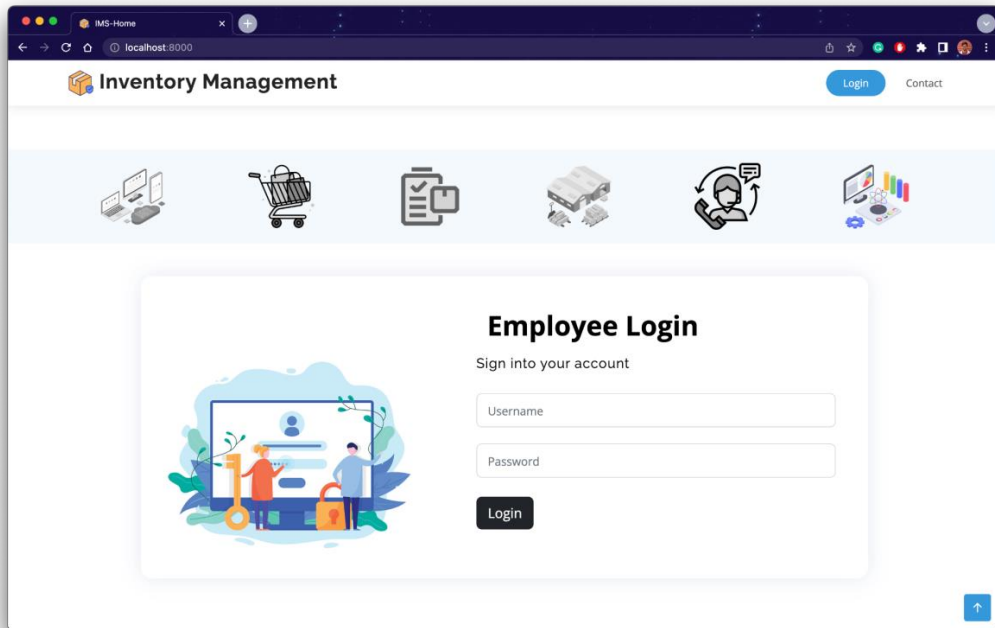 IMS-Home
localhost:8000
Inventory Management
Login
Contact
Employee Login
Sign into your account
Username
Password
Login